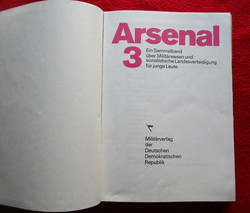 Arsenal
3
Ein Sammelband
über Militärwesen und
sozialistische Landesverteidigung
für junge Leute
Militärverlag
der
Deutschen
Demokratischen
Republik